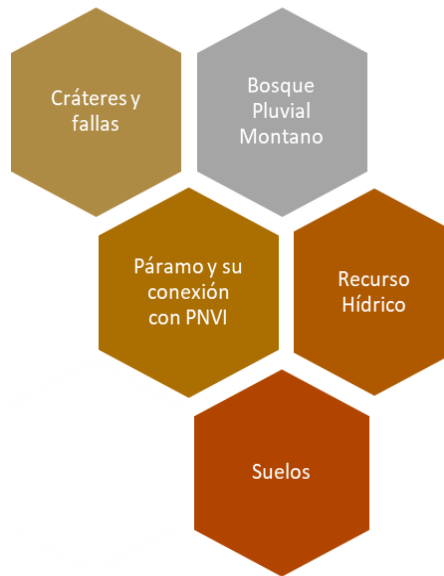 Cráteres y
fallas
Bosque
Pluvial
Montano
Páramo y su
conexión
con PNVI
Recurso
Hídrico
Suelos